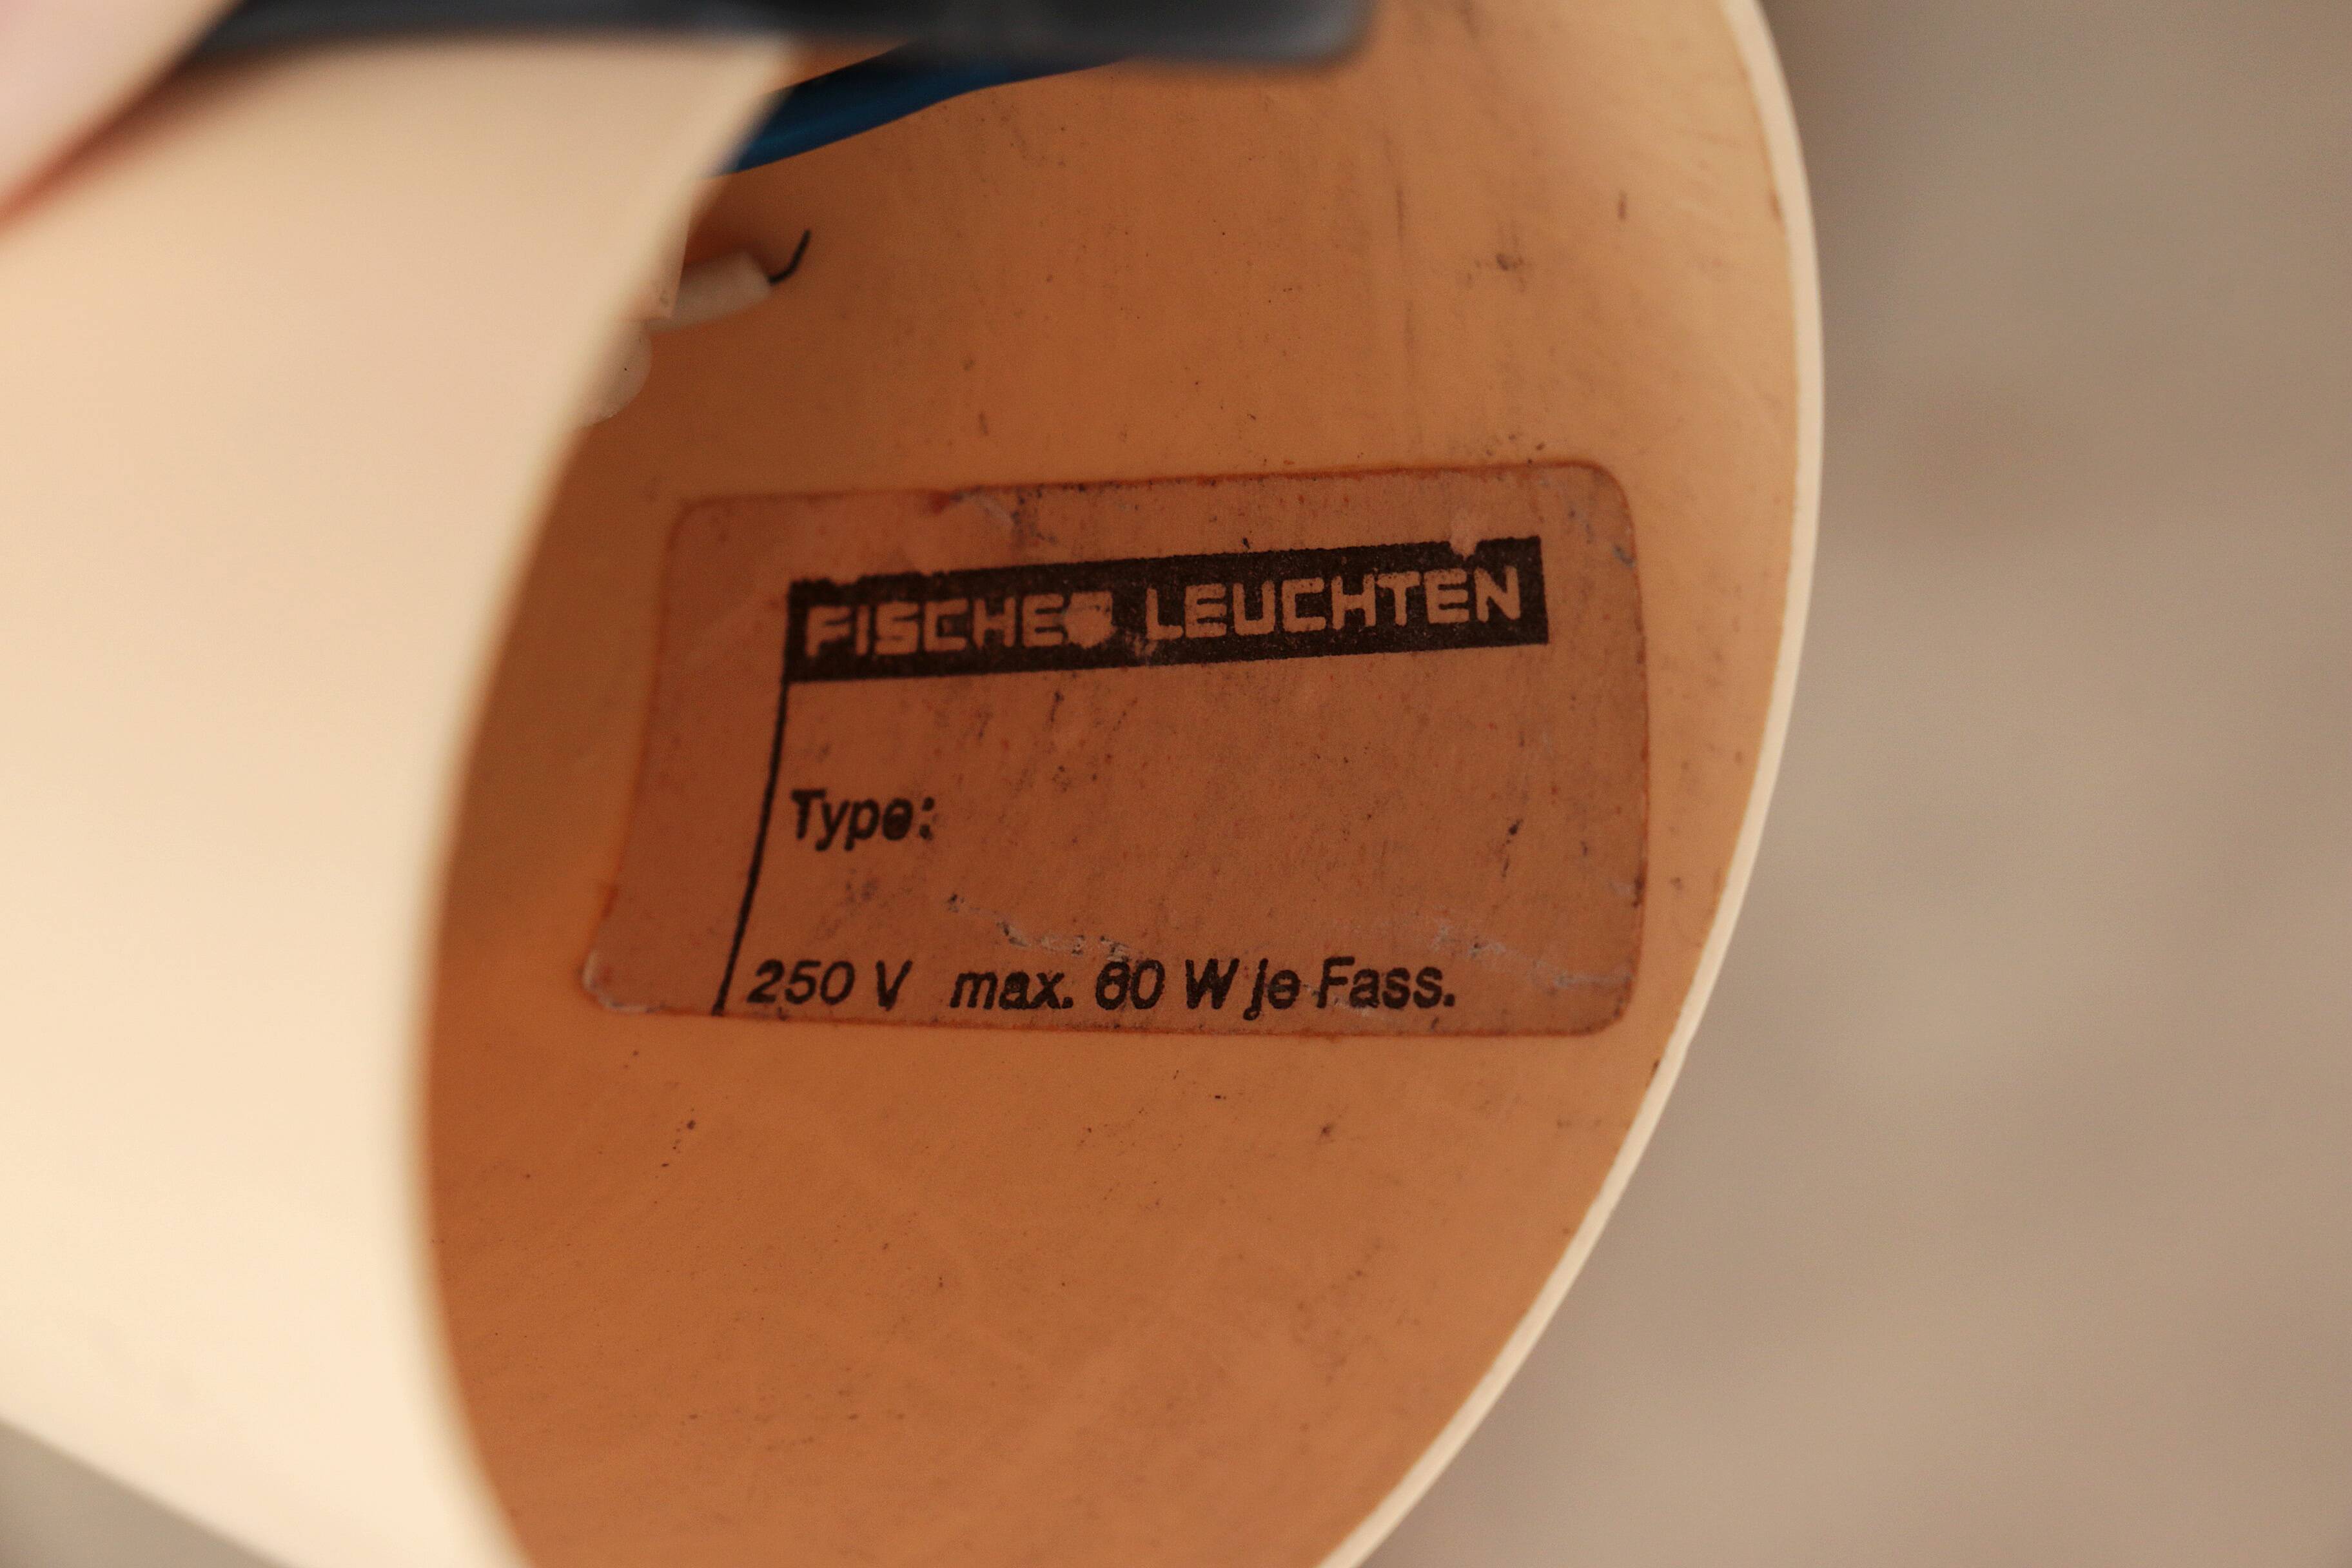 FISCHER LEUCHTEN
Type:
250 V max. 60 W je Fass.